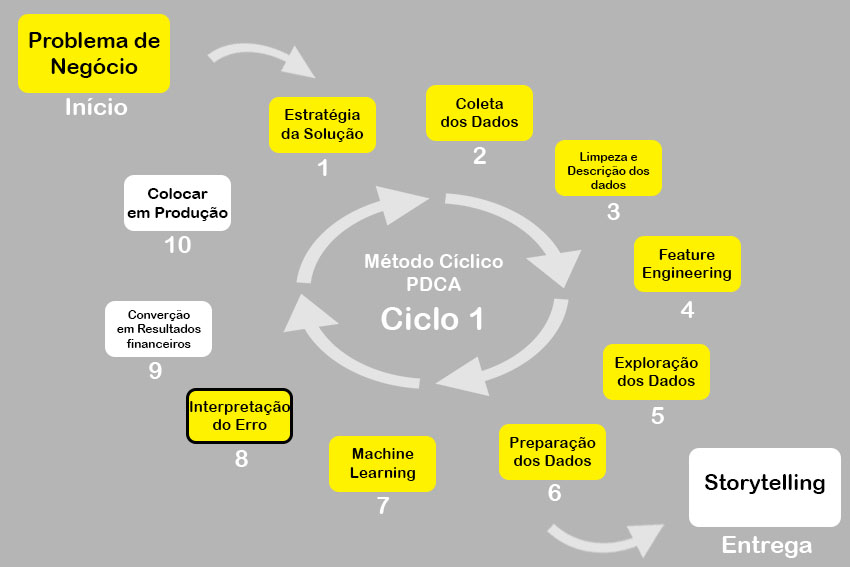 Problema de
Negócio
Início
Estratégia
da Solução
1
Coleta
dos Dados
2
Limpeza e
Descrição dos
dados
3
Feature
Engineering
4
Exploração
dos Dados
5
Preparação
dos Dados
6
Machine
Learning
7
Interpretação
do Erro
8
Converção
em Resultados
financeiros
9
Colocar
em Produção
10
Método Cíclico
PDCA
Ciclo 1
Storytelling
Entrega